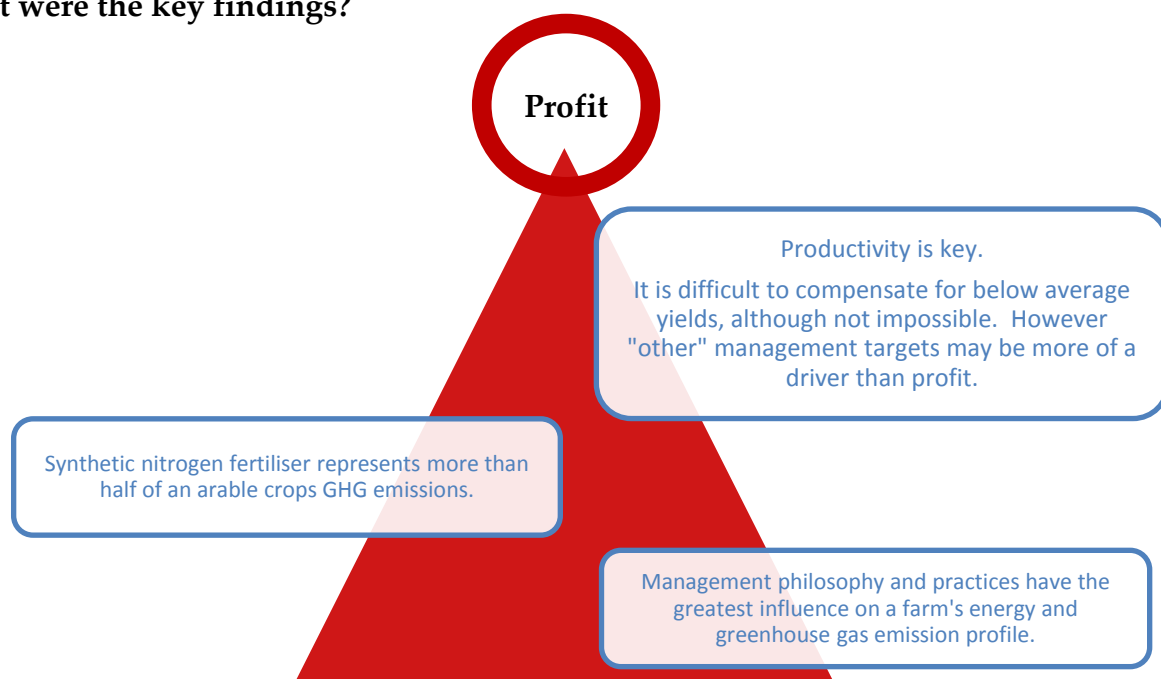 t were the key findings?
Profit
Productivity is key.
It is difficult to compensate for below average
yields, although not impossible.  However
"other" management targets may be more of a
driver than profit.
Synthetic nitrogen fertiliser represents more than
half of an arable crops GHG emissions.
Management philosophy and practices have the
greatest influence on a farm's energy and
greenhouse gas emission profile.